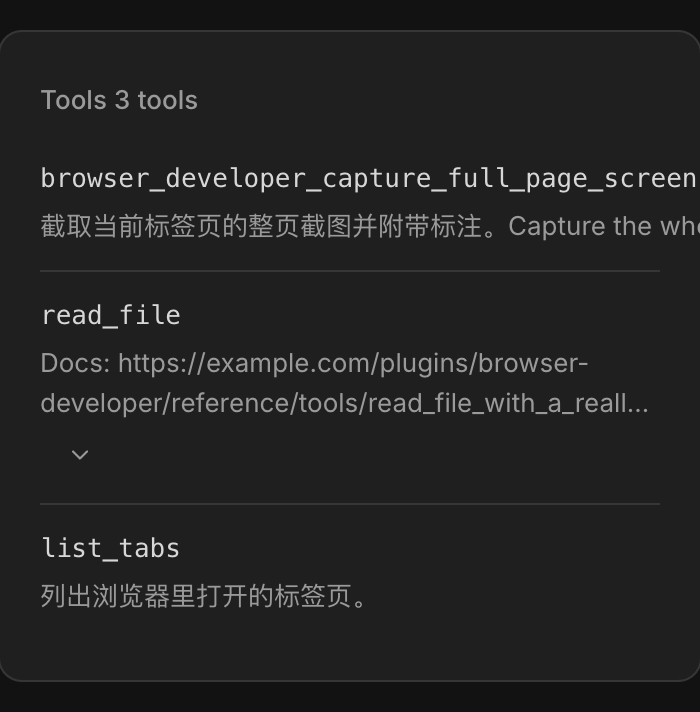 Tools 3 tools
browser_developer_capture_full_page_screen
截取当前标签页的整页截图并附带标注。Capture the
read_file
Docs: https://example.com/plugins/browser-
developer/reference/tools/read_file_with_a_reall...
list_tabs
列出浏览器里打开的标签页。